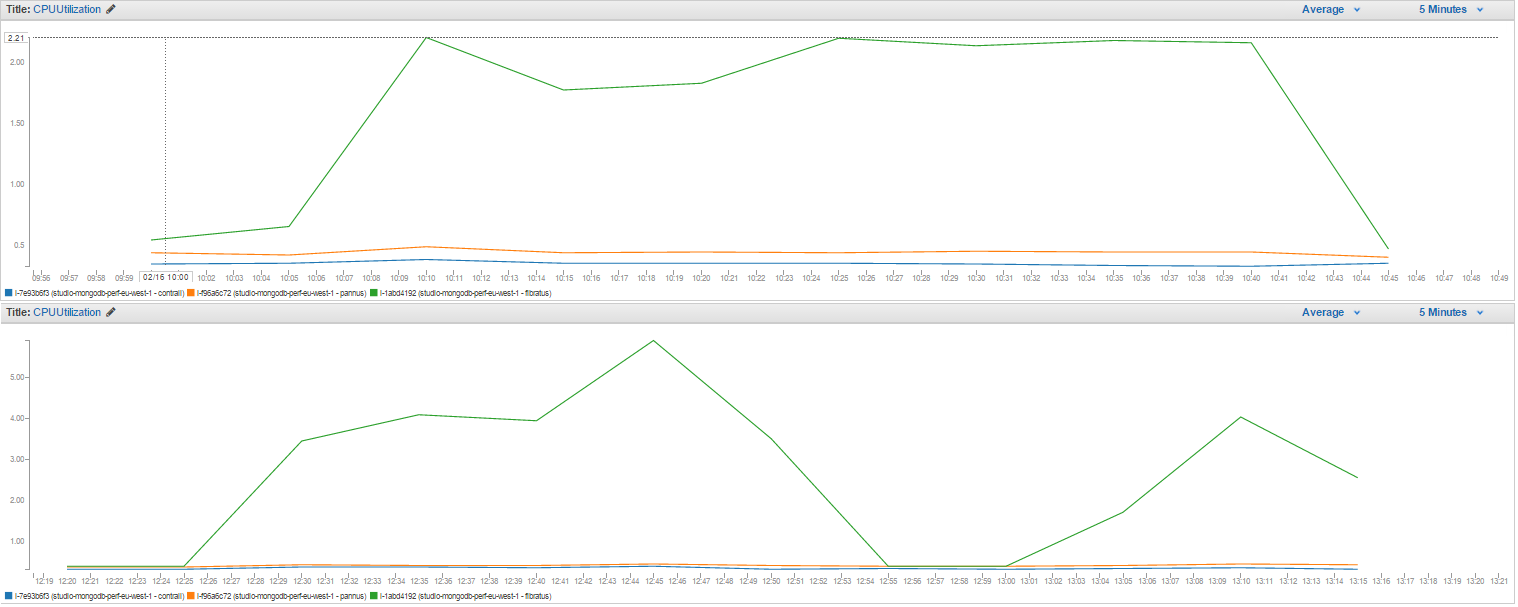 Title: CPUUtilization Average 5 Minutes
2.21
2.00
1.50
1.00
0.5
09:56 09:57 09:58 09:59 02/16 10:00 10:02 10:03 10:04 10:05 10:06 10:07 10:08 10:09 10:10 10:11 10:12 10:13 10:14 10:15 10:16 10:17 10:18 10:19 10:20 10:21 10:22 10:23 10:24 10:25 10:26 10:27 10:28 10:29 10:30 10:31 10:32 10:33 10:34 10:35 10:36 10:37 10:38 10:39 10:40 10:41 10:42 10:43 10:44 10:45 10:46 10:47 10:48 10:49
i-7e93b6f3 (studio-mongodb-perf-eu-west-1 - contrail) i-f96a6c72 (studio-mongodb-perf-eu-west-1 - pannus) i-1abd4192 (studio-mongodb-perf-eu-west-1 - fibratus)
Title: CPUUtilization Average 5 Minutes
5.00
4.00
3.00
2.00
1.00
12:19 12:20 12:21 12:22 12:23 12:24 12:25 12:26 12:27 12:28 12:29 12:30 12:31 12:32 12:33 12:34 12:35 12:36 12:37 12:38 12:39 12:40 12:41 12:42 12:43 12:44 12:45 12:46 12:47 12:48 12:49 12:50 12:51 12:52 12:53 12:54 12:55 12:56 12:57 12:58 12:59 13:00 13:01 13:02 13:03 13:04 13:05 13:06 13:07 13:08 13:09 13:10 13:11 13:12 13:13 13:14 13:15 13:16 13:17 13:18 13:19 13:20 13:21
i-7e93b6f3 (studio-mongodb-perf-eu-west-1 - contrail) i-f96a6c72 (studio-mongodb-perf-eu-west-1 - pannus) i-1abd4192 (studio-mongodb-perf-eu-west-1 - fibratus)